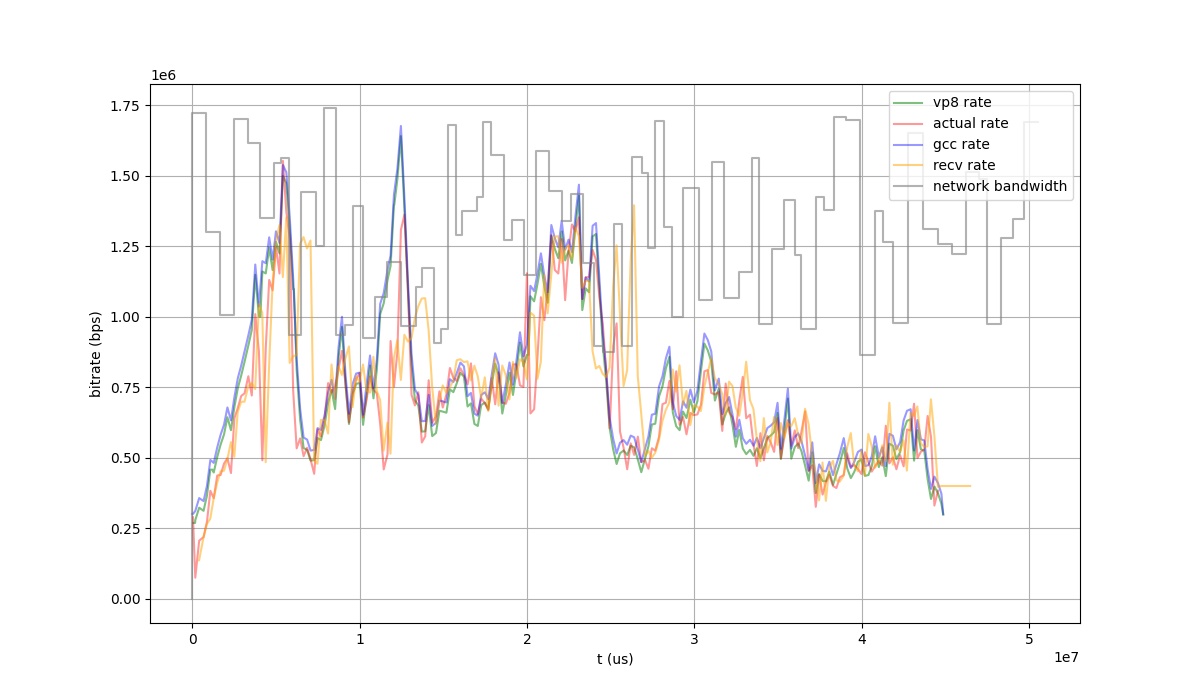 1e6
1.75
1.50
1.25
1.00
0.75
0.50
0.25
0.00
bitrate (bps)
vp8 rate
actual rate
gcc rate
recv rate
network bandwidth
0 1 2 3 4 5
t (us)
1e7